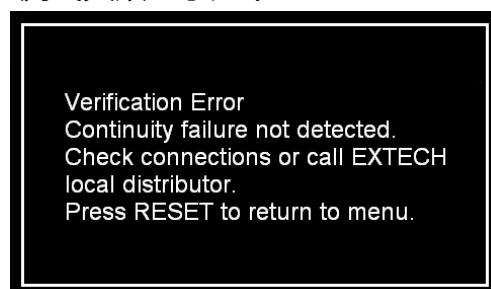 Verification Error
Continuity failure not detected.
Check connections or call EXTECH
local distributor.
Press RESET to return to menu.